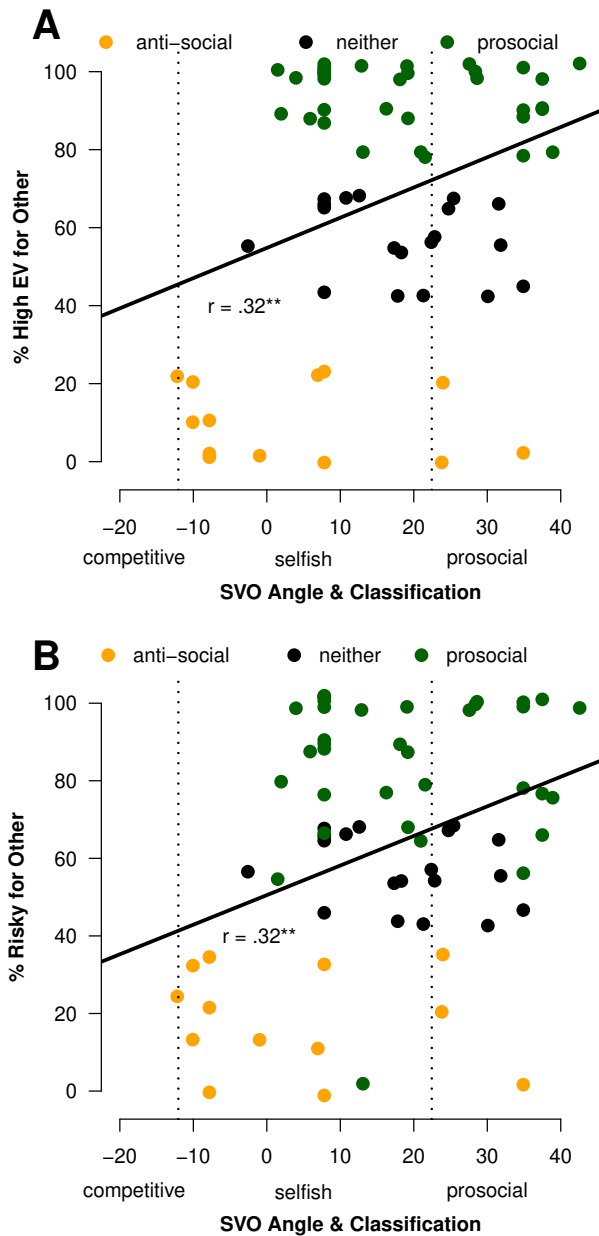 A
anti−social neither prosocial
100
80
60
40
20
0
% High EV for Other
r = .32**
−20 −10 0 10 20 30 40
competitive selfish prosocial
SVO Angle & Classification
B
anti−social neither prosocial
100
80
60
40
20
0
% Risky for Other
r = .32**
−20 −10 0 10 20 30 40
competitive selfish prosocial
SVO Angle & Classification